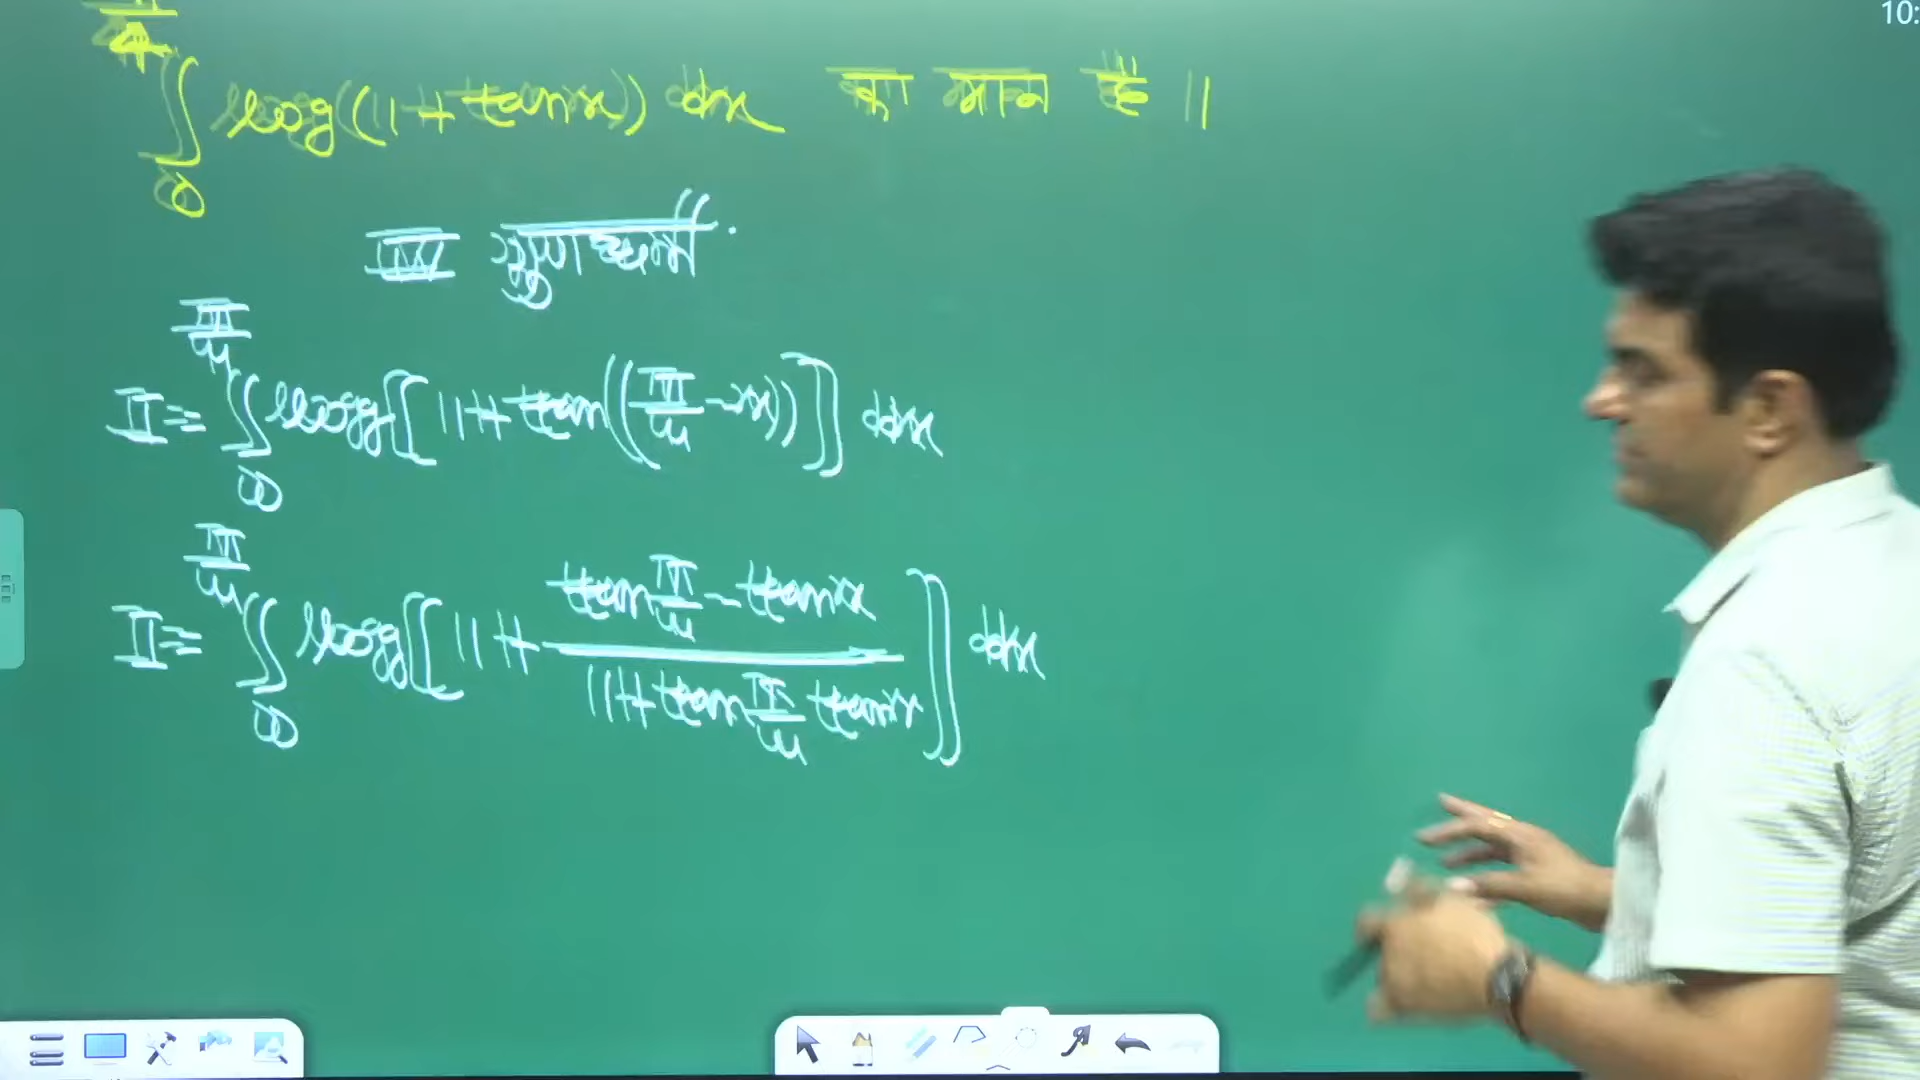 10:
∫₀^{π/4} log(1+tanx) dx का मान है ।
गुणधर्म
I = ∫₀^{π/4} log[1+tan(π/4-x)] dx
I = ∫₀^{π/4} log[1+ (tan π/4 - tanx)/(1+tan π/4 tanx)] dx